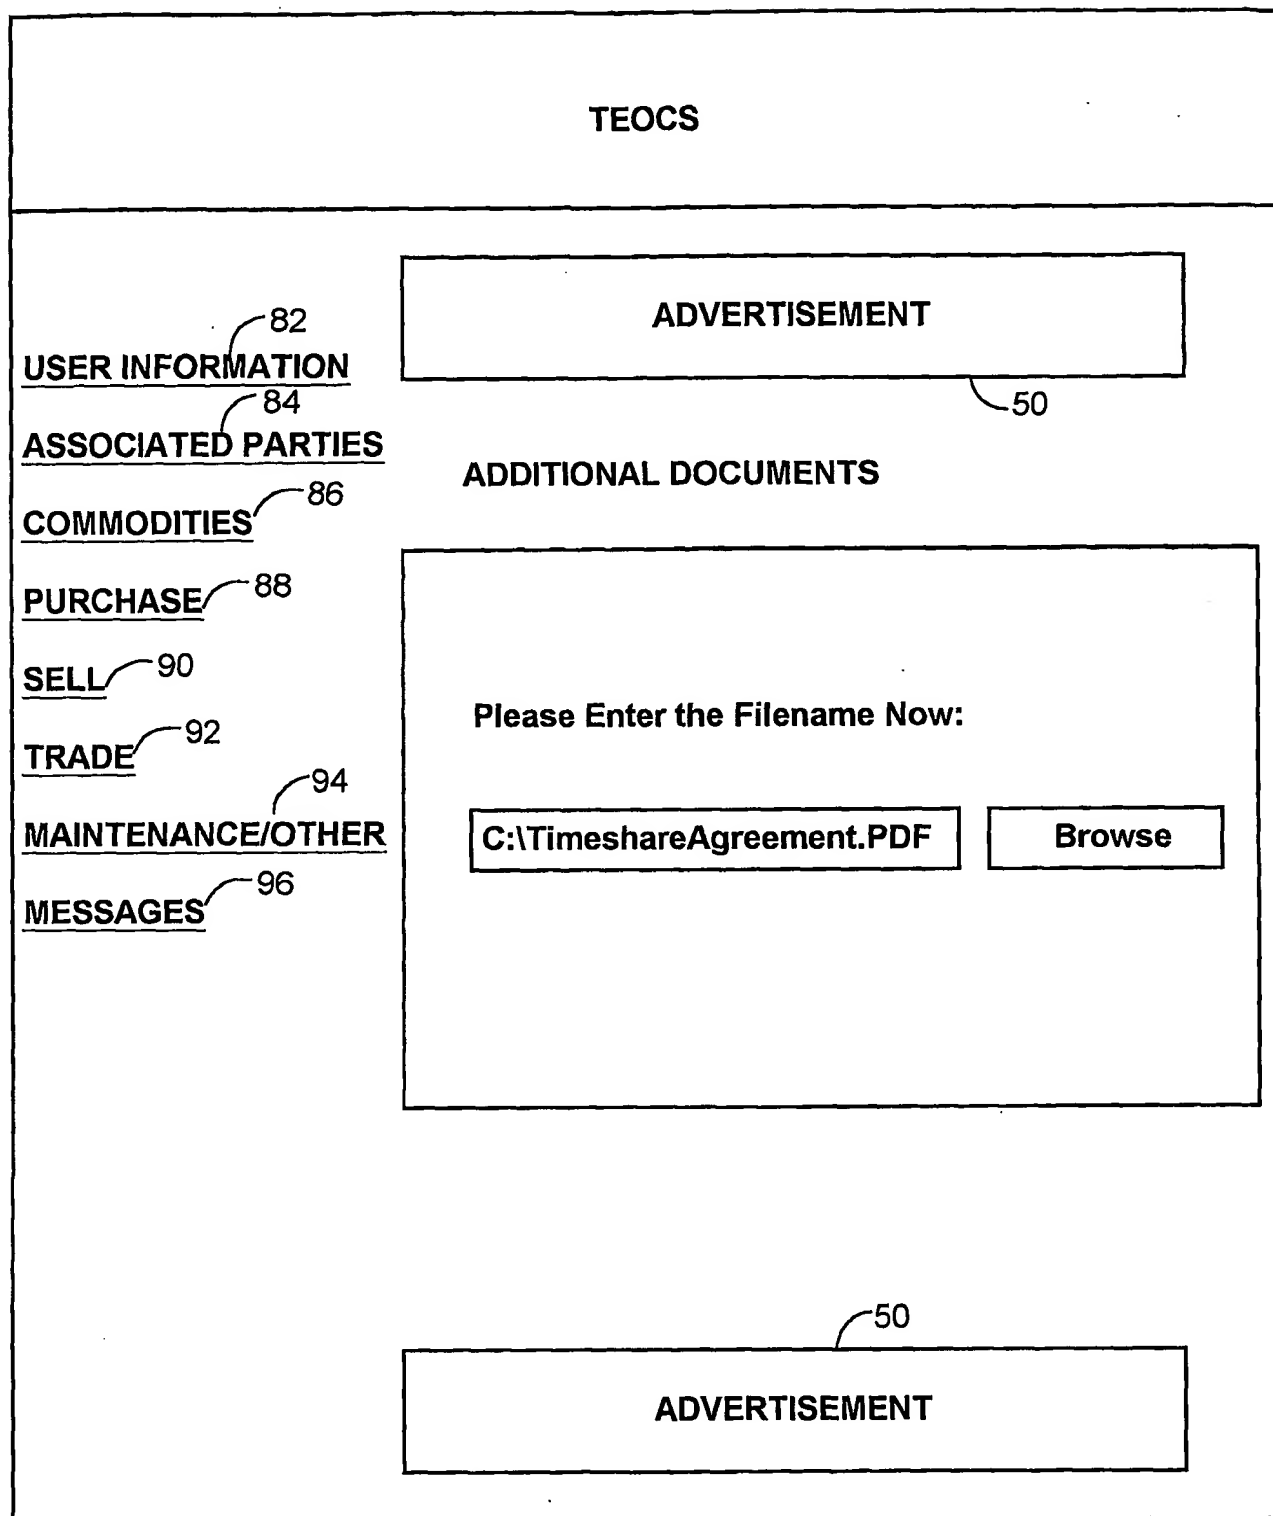 TEOCS
ADVERTISEMENT
50
82
USER INFORMATION
84
ASSOCIATED PARTIES
86
COMMODITIES
88
PURCHASE
90
SELL
92
TRADE
94
MAINTENANCE/OTHER
96
MESSAGES
ADDITIONAL DOCUMENTS
Please Enter the Filename Now:
C:\TimeshareAgreement.PDF
Browse
50
ADVERTISEMENT